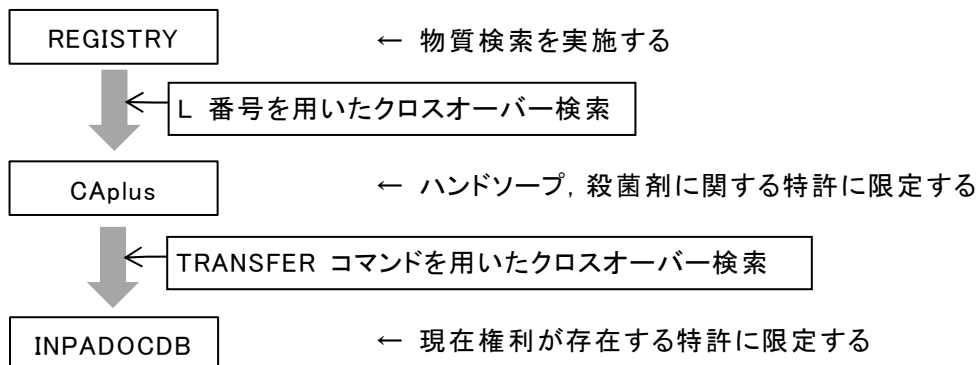 REGISTRY ← 物質検索を実施する
L 番号を用いたクロスオーバー検索
CAplus ← ハンドソープ, 殺菌剤に関する特許に限定する
TRANSFER コマンドを用いたクロスオーバー検索
INPADOCDB ← 現在権利が存在する特許に限定する